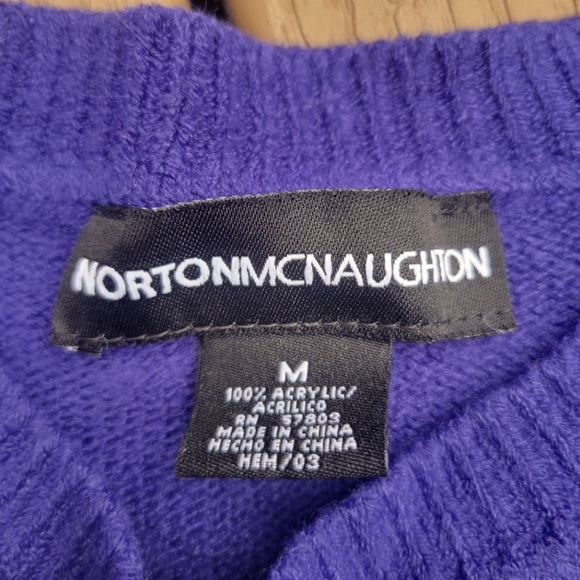 NORTONMCNAUGHTON
M
100% ACRYLIC/
ACRILICO
RN 57803
MADE IN CHINA
HECHO EN CHINA
HEM/03